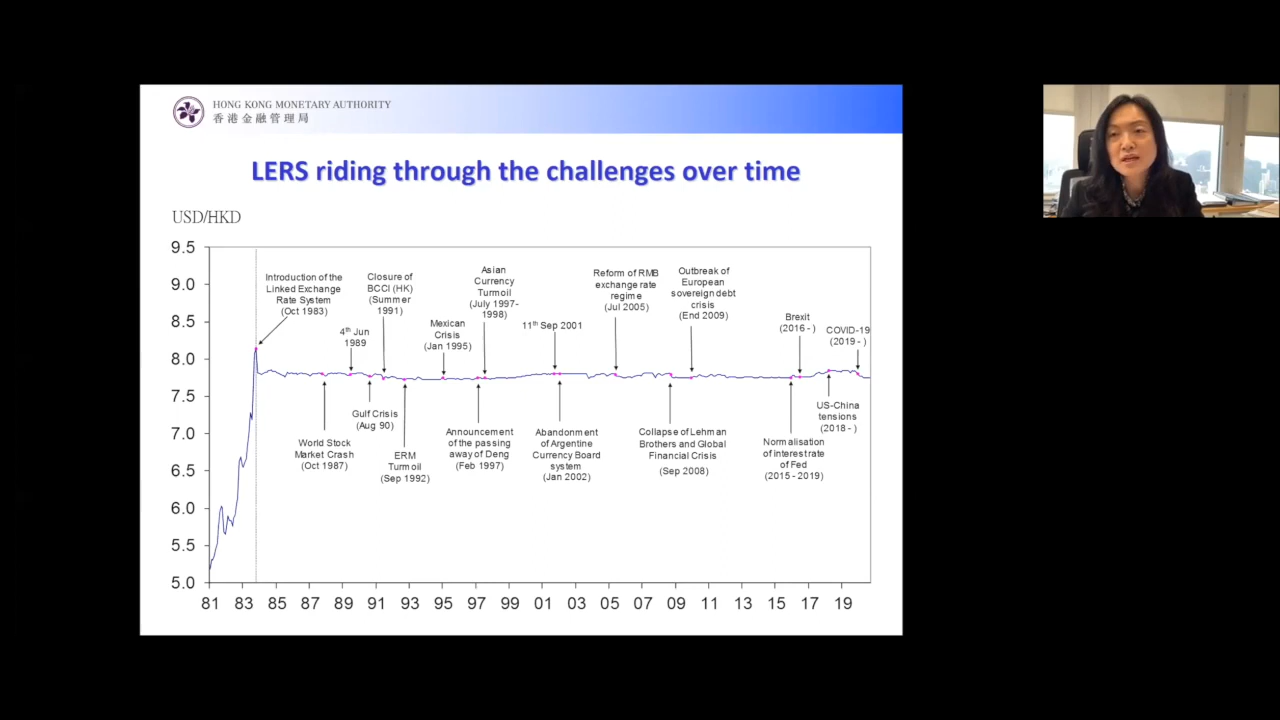 HONG KONG MONETARY AUTHORITY
香港金融管理局
LERS riding through the challenges over time
USD/HKD
9.5
9.0
8.5
8.0
7.5
7.0
6.5
6.0
5.5
5.0
Introduction of the
Linked Exchange
Rate System
(Oct 1983)
4th Jun
1989
Closure of
BCCI (HK)
(Summer
1991)
Mexican
Crisis
(Jan 1995)
Asian
Currency
Turmoil
(July 1997-
1998)
11th Sep 2001
Reform of RMB
exchange rate
regime
(Jul 2005)
Outbreak of
European
sovereign debt
crisis
(End 2009)
Brexit
(2016 - )
COVID-19
(2019 - )
World Stock
Market Crash
(Oct 1987)
Gulf Crisis
(Aug 90)
ERM
Turmoil
(Sep 1992)
Announcement
of the passing
away of Deng
(Feb 1997)
Abandonment
of Argentine
Currency Board
system
(Jan 2002)
Collapse of Lehman
Brothers and Global
Financial Crisis
(Sep 2008)
Normalisation
of interest rate
of Fed
(2015 - 2019)
US-China
tensions
(2018 - )
81 83 85 87 89 91 93 95 97 99 01 03 05 07 09 11 13 15 17 19